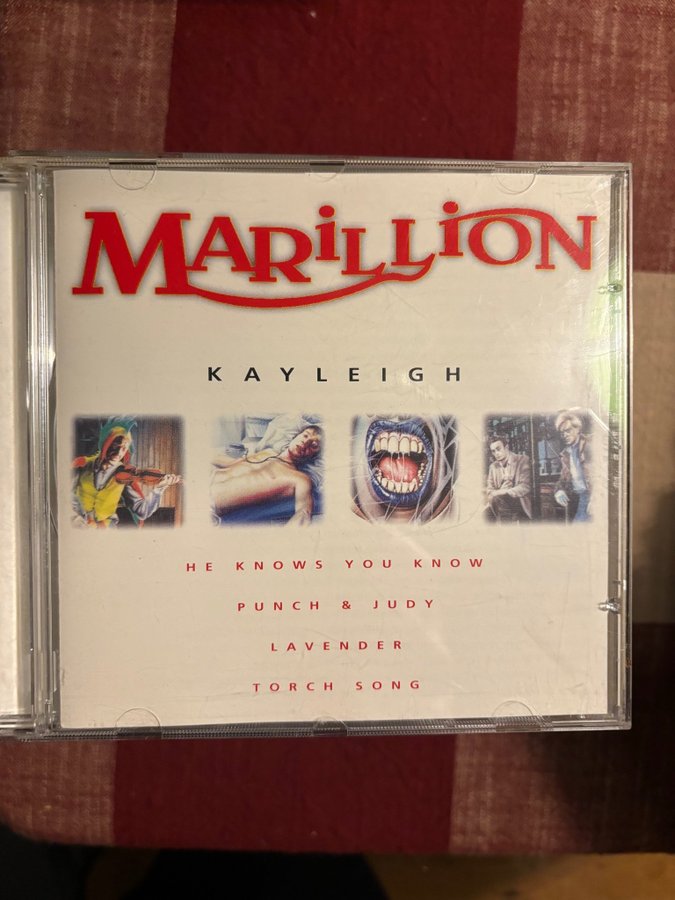 MARiLLiON
KAYLEIGH
HE KNOWS YOU KNOW
PUNCH & JUDY
LAVENDER
TORCH SONG